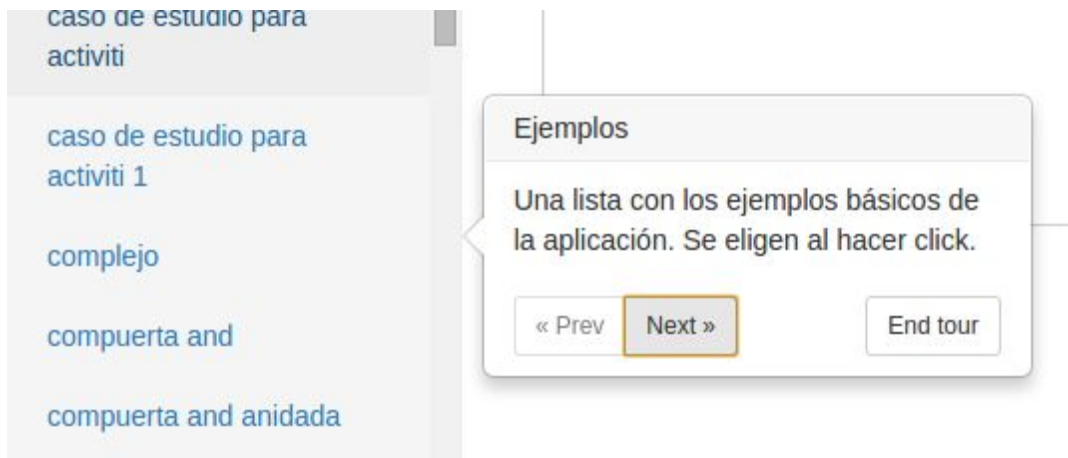 caso de estudio para
activiti
caso de estudio para
activiti 1
complejo
compuerta and
compuerta and anidada
Ejemplos
Una lista con los ejemplos básicos de
la aplicación. Se eligen al hacer click.
« Prev Next » End tour